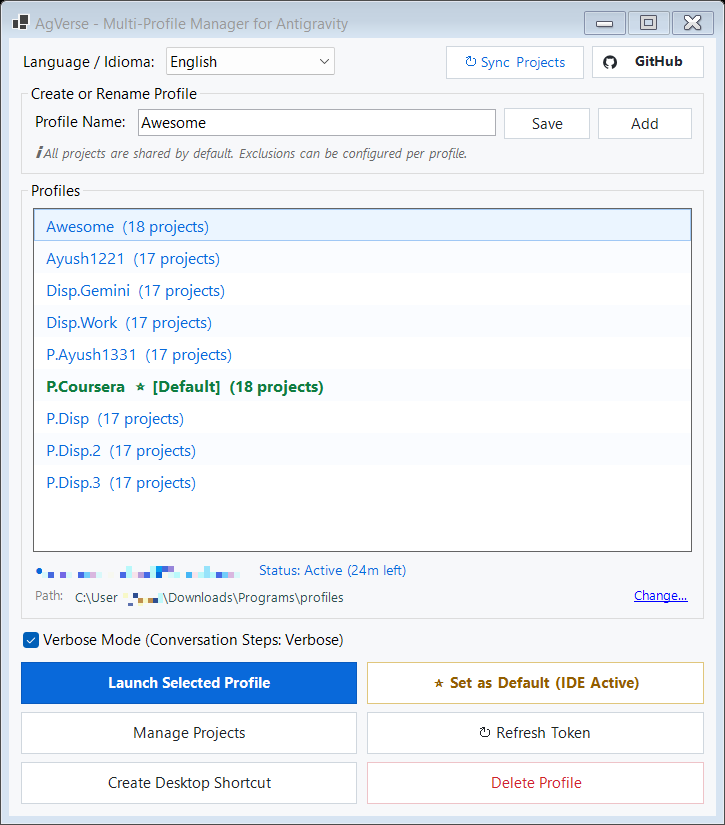 AgVerse - Multi-Profile Manager for Antigravity
Language / Idioma: English ↻ Sync Projects GitHub
Create or Rename Profile
Profile Name: Awesome Save Add
ℹ All projects are shared by default. Exclusions can be configured per profile.
Profiles
Awesome (18 projects)
Ayush1221 (17 projects)
Disp.Gemini (17 projects)
Disp.Work (17 projects)
P.Ayush1331 (17 projects)
P.Coursera ★ [Default] (18 projects)
P.Disp (17 projects)
P.Disp.2 (17 projects)
P.Disp.3 (17 projects)
Status: Active (24m left)
Path: C:\User \Downloads\Programs\profiles Change...
Verbose Mode (Conversation Steps: Verbose)
Launch Selected Profile ★ Set as Default (IDE Active)
Manage Projects ↻ Refresh Token
Create Desktop Shortcut Delete Profile